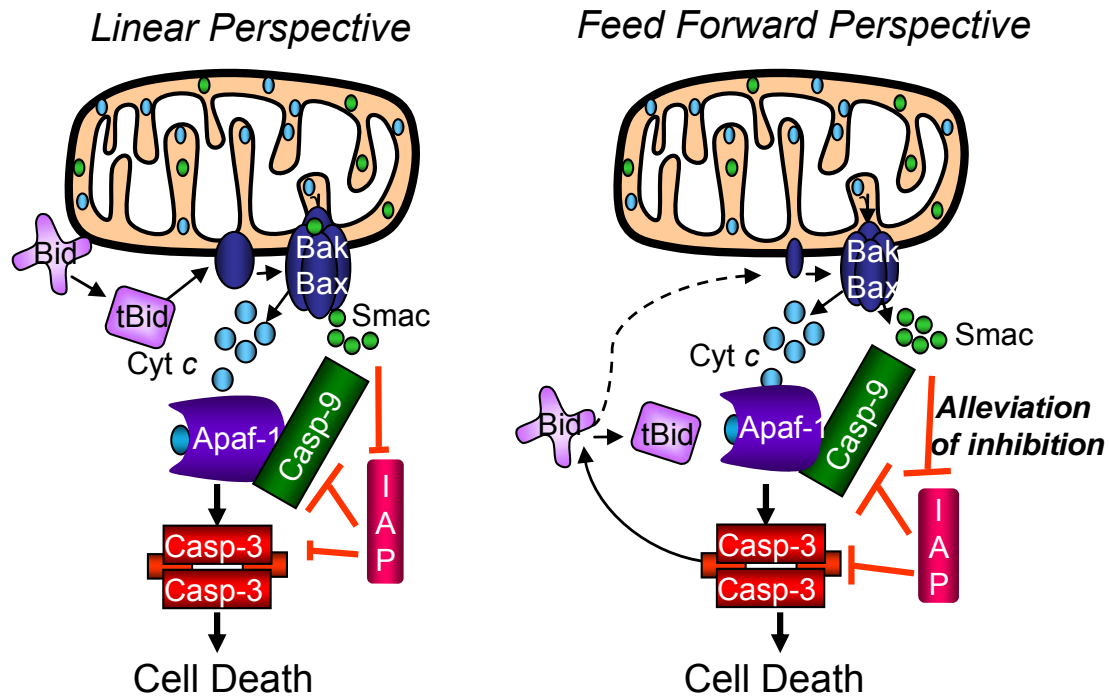 Linear Perspective
Bid
tBid
Bak
Bax
Smac
Cyt c
Apaf-1
Casp-9
I
A
P
Casp-3
Casp-3
Cell Death
Feed Forward Perspective
Bak
Bax
Smac
Cyt c
Alleviation
of inhibition
Bid
tBid
Apaf-1
Casp-9
I
A
P
Casp-3
Casp-3
Cell Death